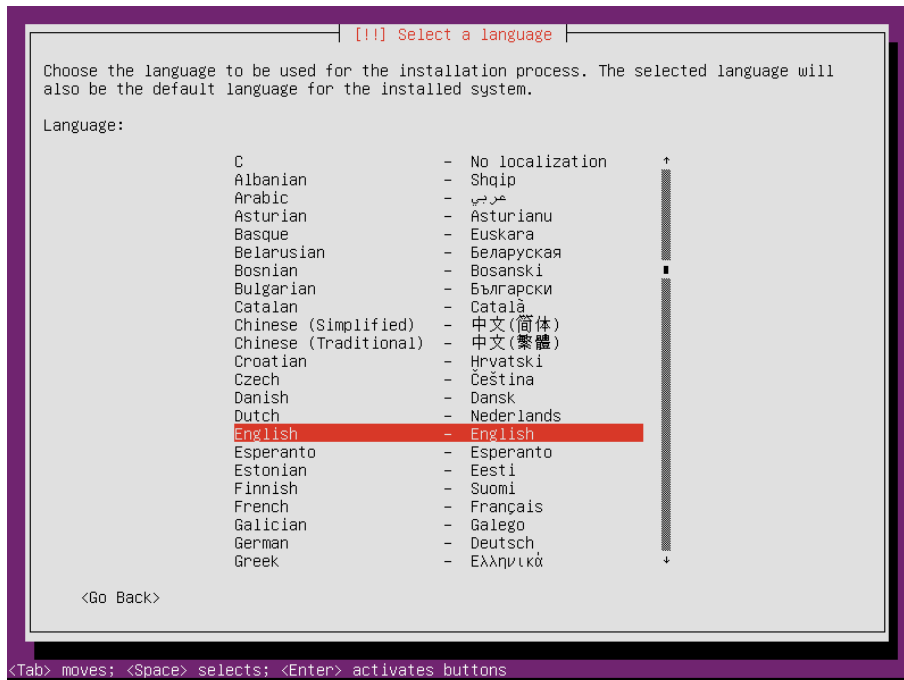 [!!] Select a language
Choose the language to be used for the installation process. The selected language will
also be the default language for the installed system.
Language:
C - No localization
Albanian - Shqip
Arabic - عربي
Asturian - Asturianu
Basque - Euskara
Belarusian - Беларуская
Bosnian - Bosanski
Bulgarian - Български
Catalan - Català
Chinese (Simplified) - 中文(简体)
Chinese (Traditional) - 中文(繁體)
Croatian - Hrvatski
Czech - Čeština
Danish - Dansk
Dutch - Nederlands
English - English
Esperanto - Esperanto
Estonian - Eesti
Finnish - Suomi
French - Français
Galician - Galego
German - Deutsch
Greek - Ελληνικά
<Go Back>
<Tab> moves; <Space> selects; <Enter> activates buttons